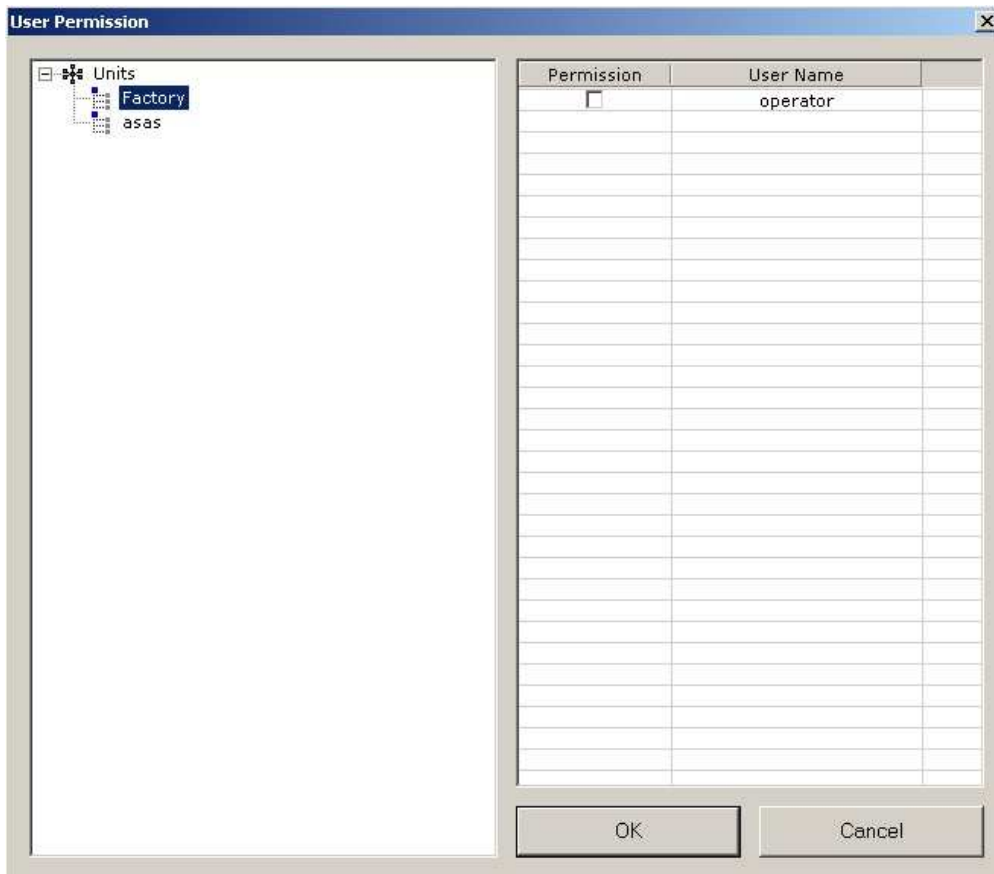 User Permission
Units
Factory
asas
Permission User Name
operator
OK Cancel